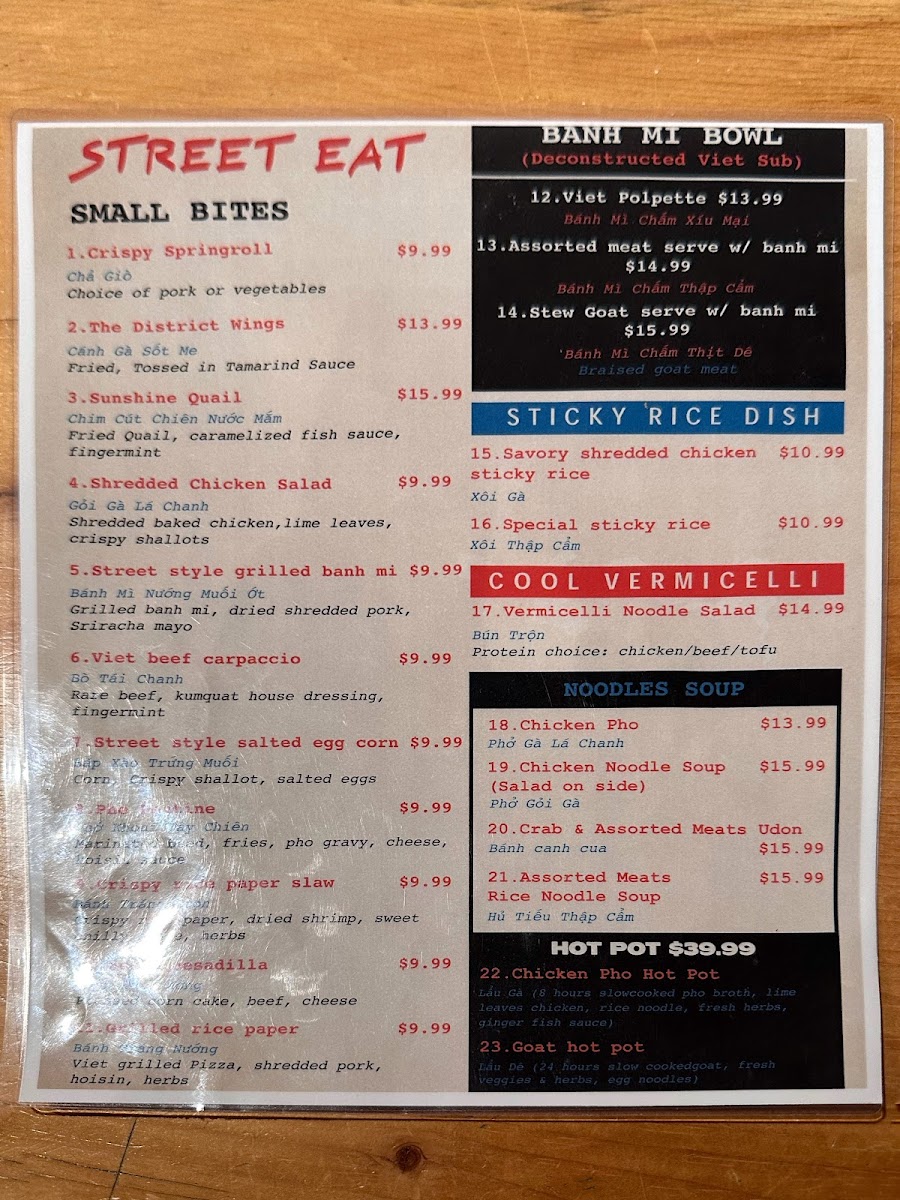 STREET EAT
SMALL BITES
1.Crispy Springroll $9.99
Chả Giò
Choice of pork or vegetables
2.The District Wings $13.99
Cánh Gà Sốt Me
Fried, Tossed in Tamarind Sauce
3.Sunshine Quail $15.99
Chim Cút Chiên Nước Mắm
Fried Quail, caramelized fish sauce,
fingermint
4.Shredded Chicken Salad $9.99
Gỏi Gà Lá Chanh
Shredded baked chicken,lime leaves,
crispy shallots
5.Street style grilled banh mi $9.99
Bánh Mì Nướng Muối Ớt
Grilled banh mi, dried shredded pork,
Sriracha mayo
6.Viet beef carpaccio $9.99
Bò Tái Chanh
Rare beef, kumquat house dressing,
fingermint
7.Street style salted egg corn $9.99
Bắp Xào Trứng Muối
Corn, Crispy shallot, salted eggs
$9.99
Chiên
beed, fries, pho gravy, cheese,
sauce
paper slaw $9.99
Bánh
paper, dried shrimp, sweet
herbs
$9.99
corn cake, beef, cheese
Grilled rice paper $9.99
Bánh Nướng
Viet grilled Pizza, shredded pork,
hoisin, herbs
BANH MI BOWL
(Deconstructed Viet Sub)
12.Viet Polpette $13.99
Bánh Mì Chấm Xíu Mại
13.Assorted meat serve w/ banh mi
$14.99
Bánh Mì Chấm Thập Cẩm
14.Stew Goat serve w/ banh mi
$15.99
'Bánh Mì Chấm Thịt Dê
Braised goat meat
STICKY RICE DISH
15.Savory shredded chicken $10.99
sticky rice
Xôi Gà
16.Special sticky rice $10.99
Xôi Thập Cẩm
COOL VERMICELLI
17.Vermicelli Noodle Salad $14.99
Bún Trộn
Protein choice: chicken/beef/tofu
NOODLES SOUP
18.Chicken Pho $13.99
Phở Gà Lá Chanh
19.Chicken Noodle Soup $15.99
(Salad on side)
Phở Gỏi Gà
20.Crab & Assorted Meats Udon
Bánh canh cua $15.99
21.Assorted Meats $15.99
Rice Noodle Soup
Hủ Tiếu Thập Cẩm
HOT POT $39.99
22.Chicken Pho Hot Pot
Lẩu Gà (8 hours slowcooked pho broth, lime
leaves chicken, rice noodle, fresh herbs,
ginger fish sauce)
23.Goat hot pot
Lẩu Dê (24 hours slow cookedgoat, fresh
veggies & herbs, egg noodles)